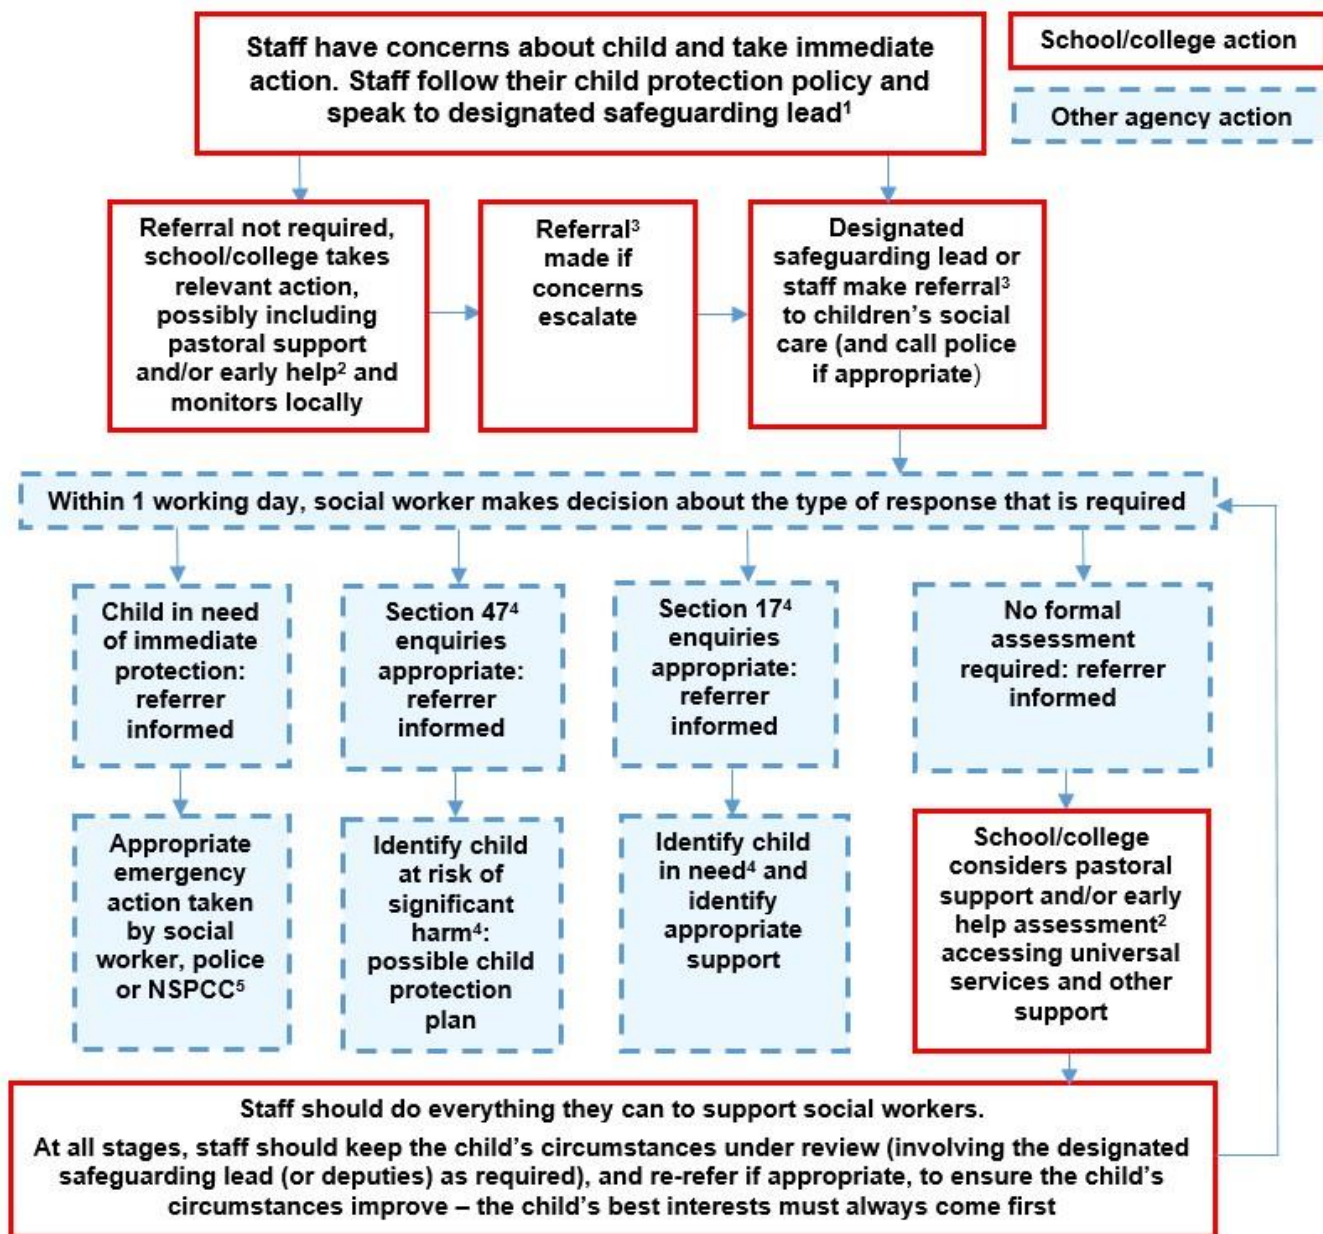 Staff have concerns about child and take immediate
action. Staff follow their child protection policy and
speak to designated safeguarding lead¹
School/college action
Other agency action
Referral not required,
school/college takes
relevant action,
possibly including
pastoral support
and/or early help² and
monitors locally
Referral³
made if
concerns
escalate
Designated
safeguarding lead or
staff make referral³
to children’s social
care (and call police
if appropriate)
Within 1 working day, social worker makes decision about the type of response that is required
Child in need
of immediate
protection:
referrer
informed
Section 47⁴
enquiries
appropriate:
referrer
informed
Section 17⁴
enquiries
appropriate:
referrer
informed
No formal
assessment
required: referrer
informed
Appropriate
emergency
action taken
by social
worker, police
or NSPCC⁵
Identify child
at risk of
significant
harm⁴:
possible child
protection
plan
Identify child
in need⁴ and
identify
appropriate
support
School/college
considers pastoral
support and/or early
help assessment²
accessing universal
services and other
support
Staff should do everything they can to support social workers.
At all stages, staff should keep the child’s circumstances under review (involving the designated
safeguarding lead (or deputies) as required), and re-refer if appropriate, to ensure the child’s
circumstances improve – the child’s best interests must always come first